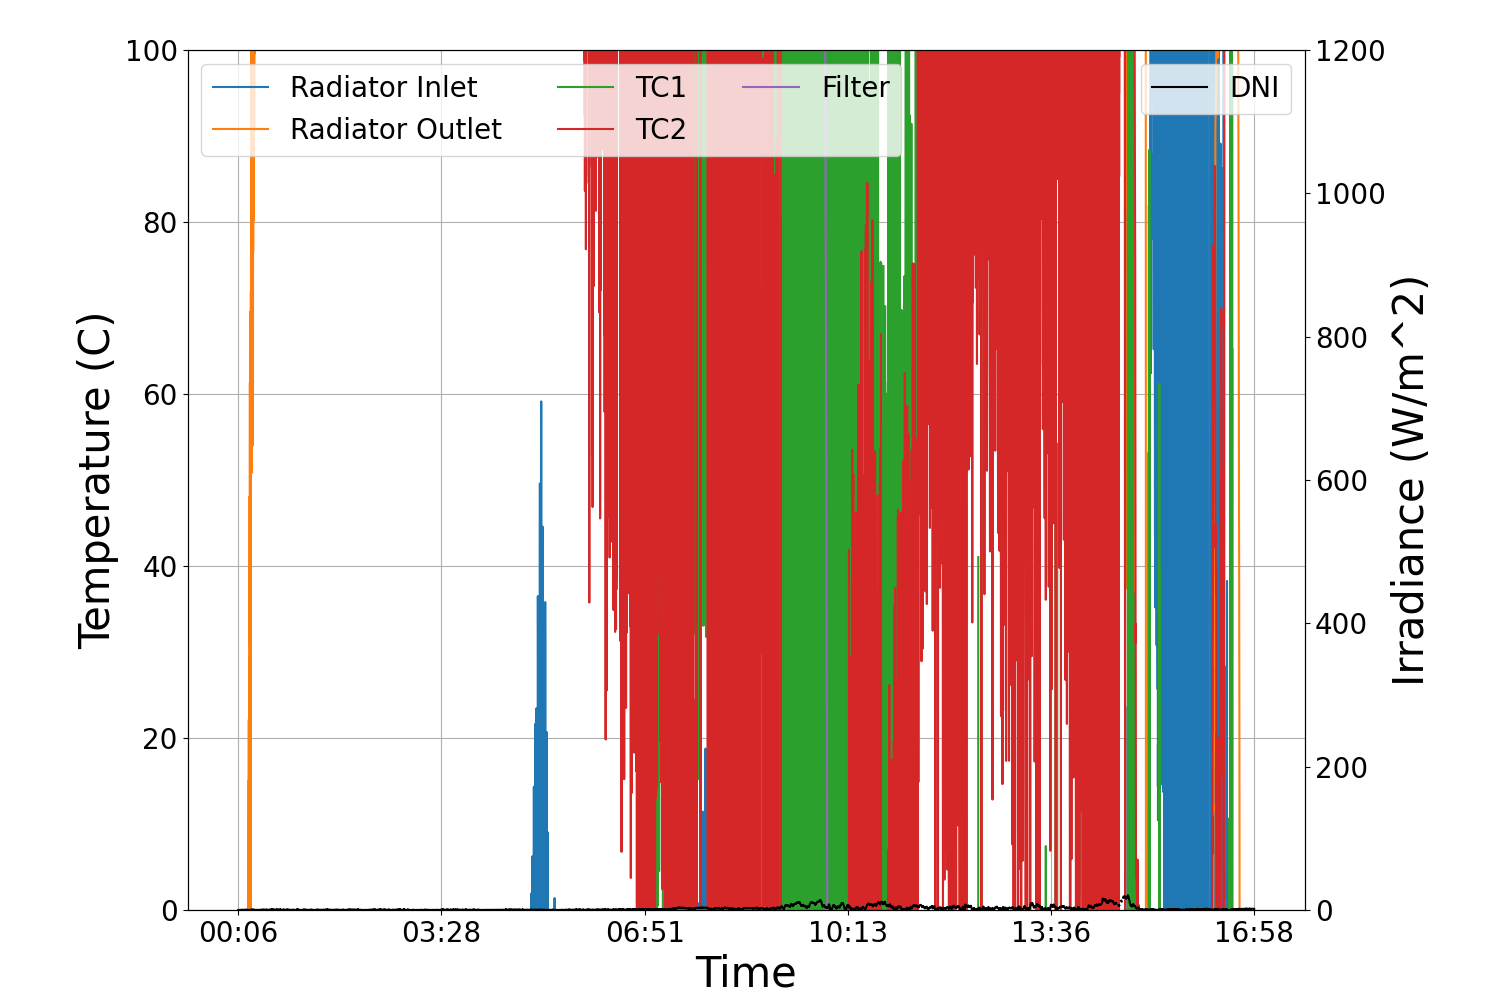 100
80
60
40
20
0
Temperature (C)
Radiator Inlet
Radiator Outlet
TC1
TC2
Filter
DNI
1200
1000
800
600
400
200
0
Irradiance (W/m^2)
00:06 03:28 06:51 10:13 13:36 16:58
Time